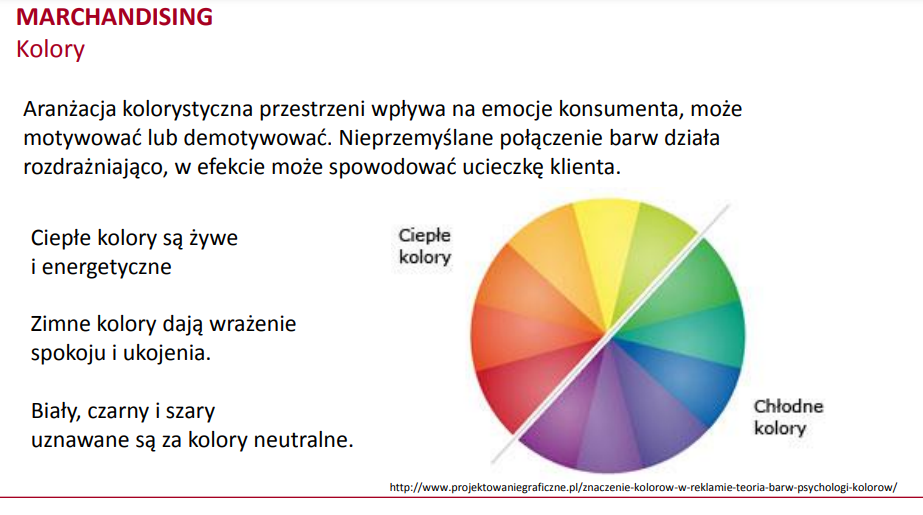 MARCHANDISING
Kolory
Aranżacja kolorystyczna przestrzeni wpływa na emocje konsumenta, może
motywować lub demotywować. Nieprzemyślane połączenie barw działa
rozdrażniająco, w efekcie może spowodować ucieczkę klienta.
Ciepłe kolory są żywe
i energetyczne
Zimne kolory dają wrażenie
spokoju i ukojenia.
Biały, czarny i szary
uznawane są za kolory neutralne.
Ciepłe
kolory
Chłodne
kolory
http://www.projektowaniegraficzne.pl/znaczenie-kolorow-w-reklamie-teoria-barw-psychologi-kolorow/